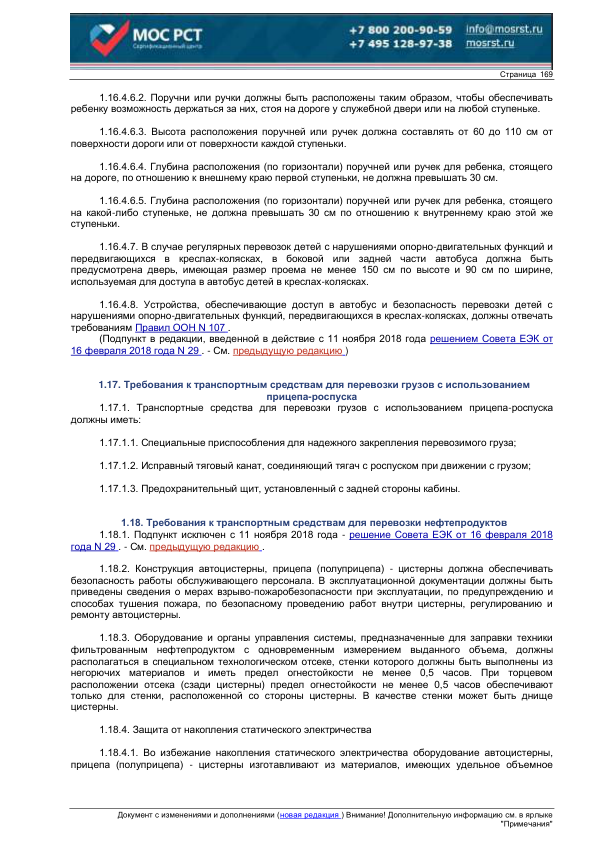 МОС РСТ
Сертификационный центр
+7 800 200-90-59 info@mosrst.ru
+7 495 128-97-38 mosrst.ru
Страница 169
1.16.4.6.2. Поручни или ручки должны быть расположены таким образом, чтобы обеспечивать
ребенку возможность держаться за них, стоя на дороге у служебной двери или на любой ступеньке.
1.16.4.6.3. Высота расположения поручней или ручек должна составлять от 60 до 110 см от
поверхности дороги или от поверхности каждой ступеньки.
1.16.4.6.4. Глубина расположения (по горизонтали) поручней или ручек для ребенка, стоящего
на дороге, по отношению к внешнему краю первой ступеньки, не должна превышать 30 см.
1.16.4.6.5. Глубина расположения (по горизонтали) поручней или ручек для ребенка, стоящего
на какой-либо ступеньке, не должна превышать 30 см по отношению к внутреннему краю этой же
ступеньки.
1.16.4.7. В случае регулярных перевозок детей с нарушениями опорно-двигательных функций и
передвигающихся в креслах-колясках, в боковой или задней части автобуса должна быть
предусмотрена дверь, имеющая размер проема не менее 150 см по высоте и 90 см по ширине,
используемая для доступа в автобус детей в креслах-колясках.
1.16.4.8. Устройства, обеспечивающие доступ в автобус и безопасность перевозки детей с
нарушениями опорно-двигательных функций, передвигающихся в креслах-колясках, должны отвечать
требованиям Правил ООН N 107 .
(Подпункт в редакции, введенной в действие с 11 ноября 2018 года решением Совета ЕЭК от
16 февраля 2018 года N 29 . - См. предыдущую редакцию )
1.17. Требования к транспортным средствам для перевозки грузов с использованием
прицепа-роспуска
1.17.1. Транспортные средства для перевозки грузов с использованием прицепа-роспуска
должны иметь:
1.17.1.1. Специальные приспособления для надежного закрепления перевозимого груза;
1.17.1.2. Исправный тяговый канат, соединяющий тягач с роспуском при движении с грузом;
1.17.1.3. Предохранительный щит, установленный с задней стороны кабины.
1.18. Требования к транспортным средствам для перевозки нефтепродуктов
1.18.1. Подпункт исключен с 11 ноября 2018 года - решение Совета ЕЭК от 16 февраля 2018
года N 29 . - См. предыдущую редакцию .
1.18.2. Конструкция автоцистерны, прицепа (полуприцепа) - цистерны должна обеспечивать
безопасность работы обслуживающего персонала. В эксплуатационной документации должны быть
приведены сведения о мерах взрыво-пожаробезопасности при эксплуатации, по предупреждению и
способах тушения пожара, по безопасному проведению работ внутри цистерны, регулированию и
ремонту автоцистерны.
1.18.3. Оборудование и органы управления системы, предназначенные для заправки техники
фильтрованным нефтепродуктом с одновременным измерением выданного объема, должны
располагаться в специальном технологическом отсеке, стенки которого должны быть выполнены из
негорючих материалов и иметь предел огнестойкости не менее 0,5 часов. При торцевом
расположении отсека (сзади цистерны) предел огнестойкости не менее 0,5 часов обеспечивают
только для стенки, расположенной со стороны цистерны. В качестве стенки может быть днище
цистерны.
1.18.4. Защита от накопления статического электричества
1.18.4.1. Во избежание накопления статического электричества оборудование автоцистерны,
прицепа (полуприцепа) - цистерны изготавливают из материалов, имеющих удельное объемное
Документ с изменениями и дополнениями (новая редакция ) Внимание! Дополнительную информацию см. в ярлыке
"Примечания"